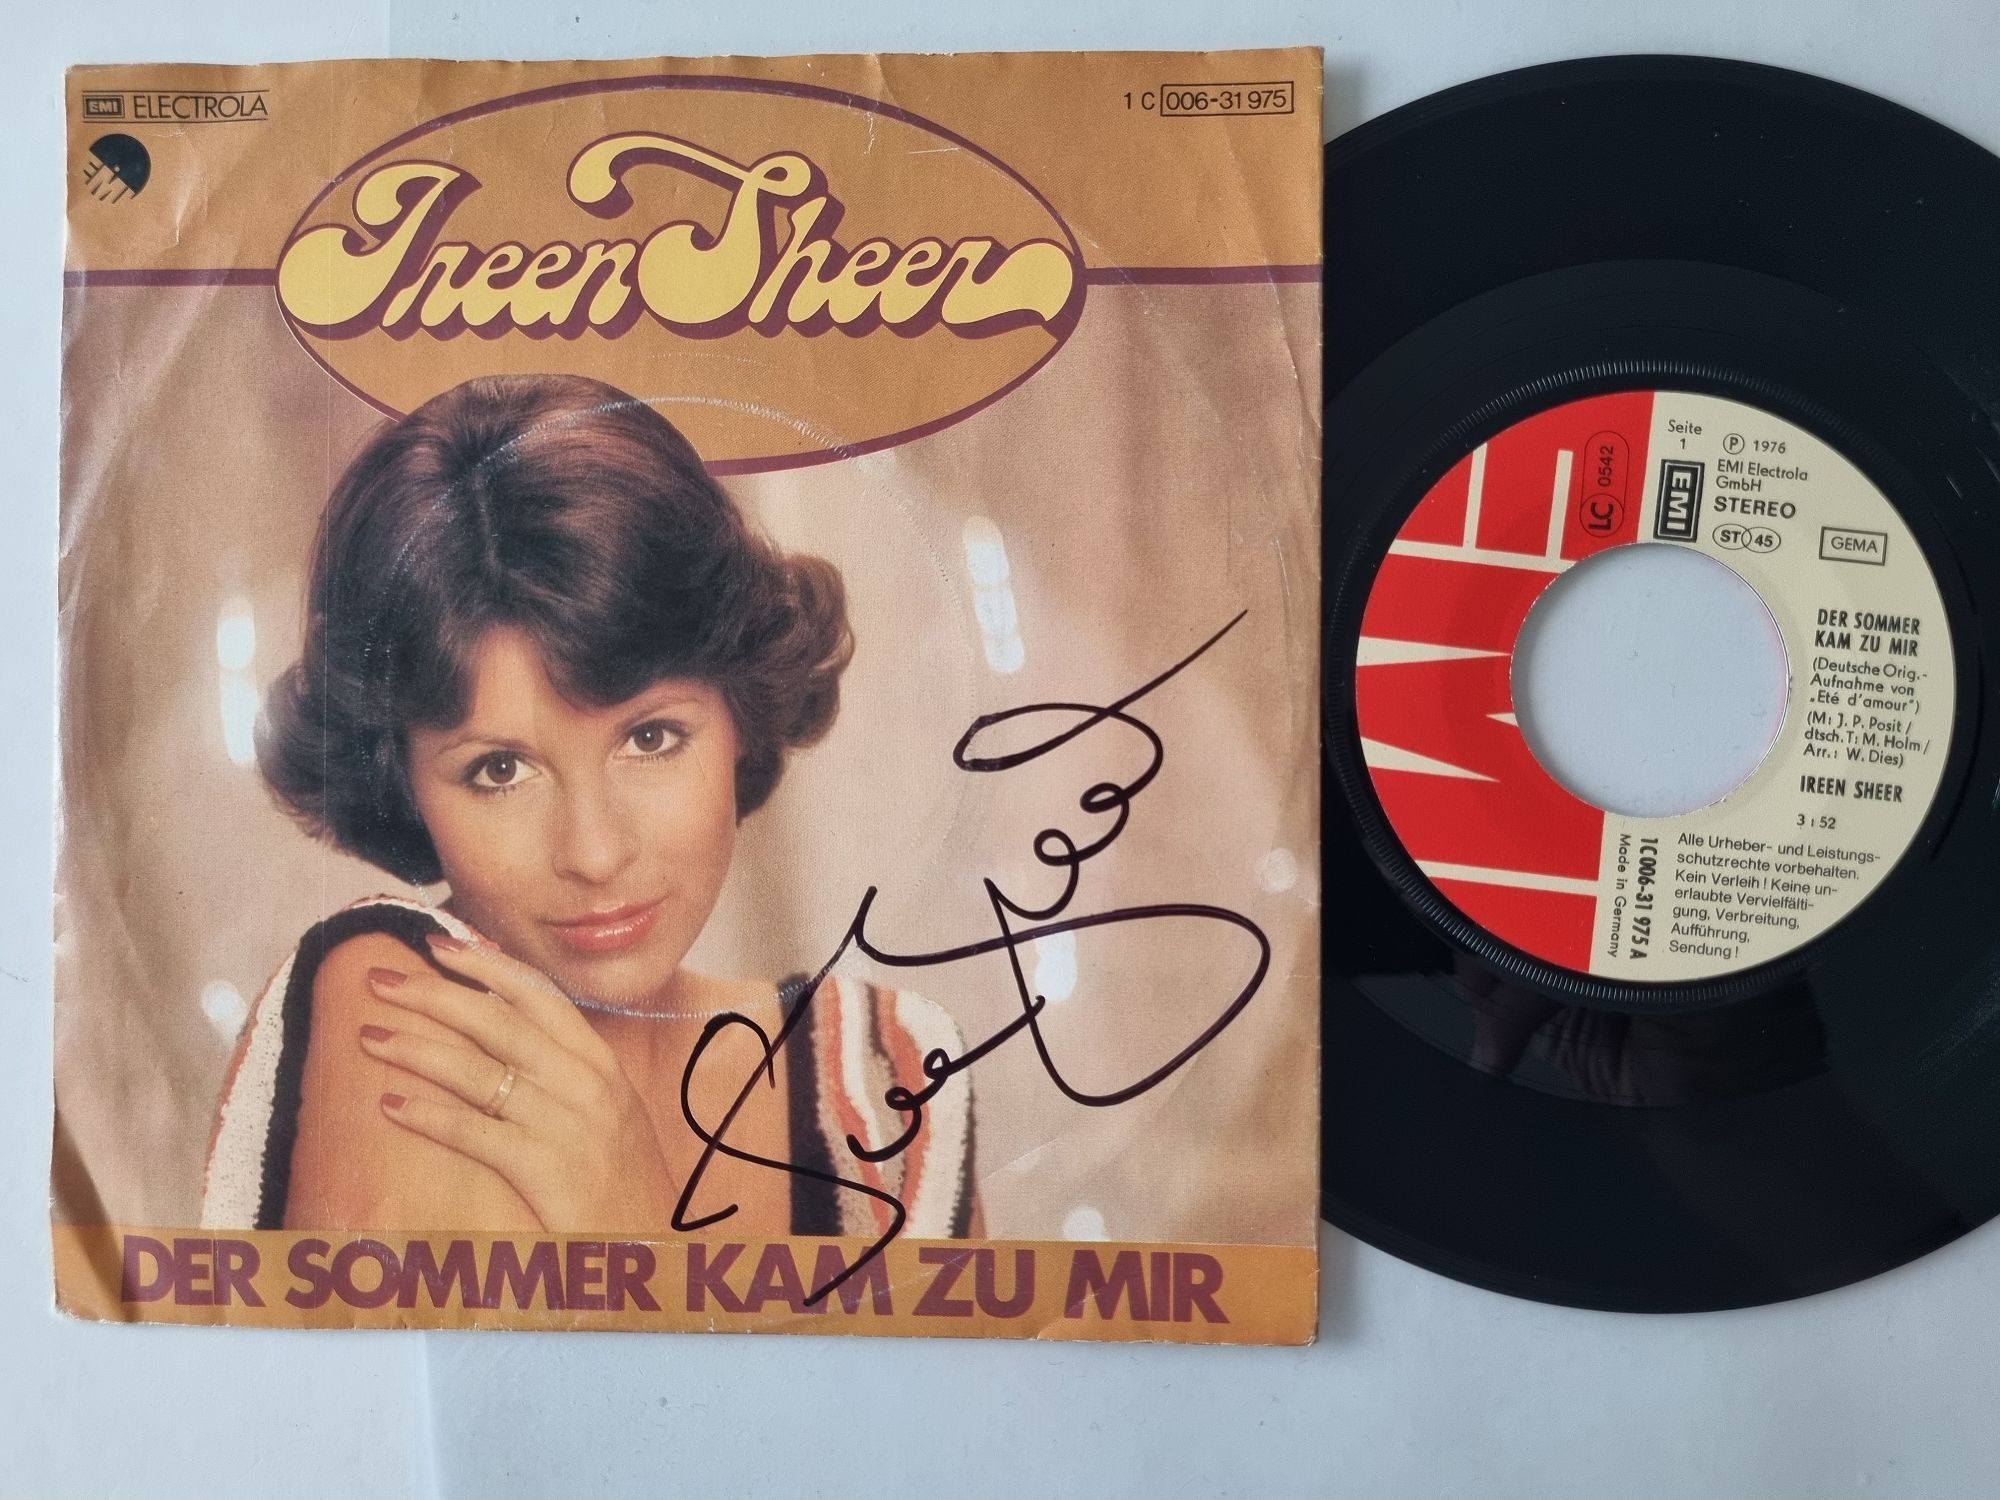 EMI ELECTROLA
1 C 006-31 975
EMI
Ireen Sheer
Ireen Sheer
DER SOMMER KAM ZU MIR
EMI
LC 0542
Seite
1
EMI
℗ 1976
EMI Electrola
GmbH
STEREO
ST 45
GEMA
DER SOMMER
KAM ZU MIR
(Deutsche Orig.-
Aufnahme von
„Eté d'amour")
(M: J. P. Posit /
dtsch. T: M. Holm /
Arr.: W. Dies)
IREEN SHEER
3 : 52
Alle Urheber- und Leistungs-
schutzrechte vorbehalten.
Kein Verleih! Keine un-
erlaubte Vervielfälti-
gung, Verbreitung,
Aufführung,
Sendung!
1C 006-31 975 A
Made in Germany